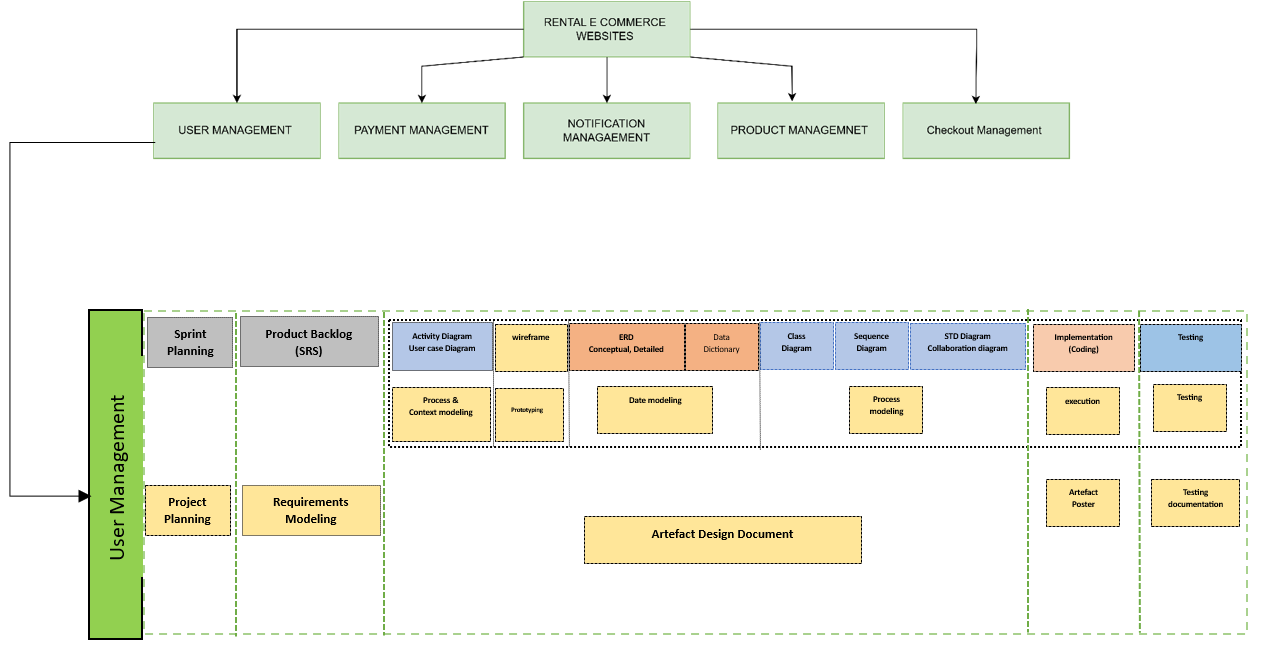 RENTAL E COMMERCE
WEBSITES
USER MANAGEMENT
PAYMENT MANAGEMENT
NOTIFICATION
MANAGAEMENT
PRODUCT MANAGEMNET
Checkout Management
User Management
Sprint
Planning
Product Backlog
(SRS)
Activity Diagram
User case Diagram
wireframe
ERD
Conceptual, Detailed
Data
Dictionary
Class
Diagram
Sequence
Diagram
STD Diagram
Collaboration diagram
Implementation
(Coding)
Testing
Process &
Context modeling
Prototyping
Date modeling
Process
modeling
execution
Testing
Project
Planning
Requirements
Modeling
Artefact Design Document
Artefact
Poster
Testing
documentation